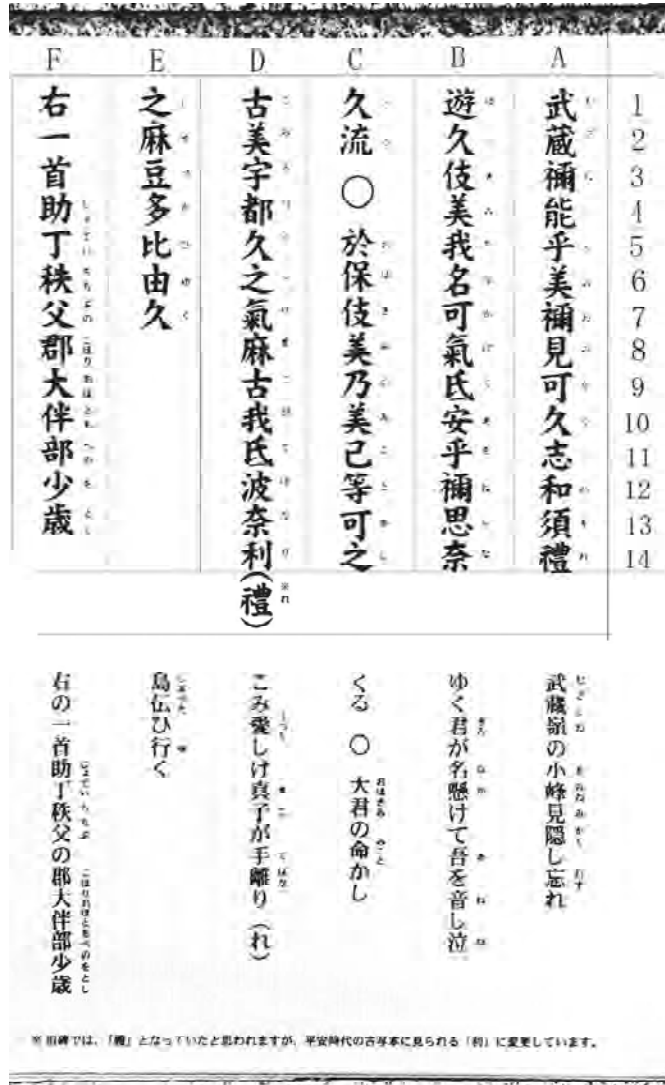 F E D C B A
1
2
3
4
5
6
7
8
9
10
11
12
13
14
武蔵禰能乎美禰見可久志和須禮
遊久伎美我名可氣氐安乎禰思奈
久流 〇 於保伎美乃美己等可之
古美宇都久之氣麻古我氐波奈利(禮)
之麻豆多比由久
右一首助丁秩父郡大伴部少歳
武蔵嶺の小峰見隠し忘れ
ゆく君が名懸けて吾を音し泣
くる 〇 大君の命かし
こみ愛しけ真子が手離り(れ)
島伝ひ行く
右の一首助丁秩父の郡大伴部少歳
※旧碑では、「禮」となっていたと思われますが、平安時代の古写本に見られる「利」に変更しています。